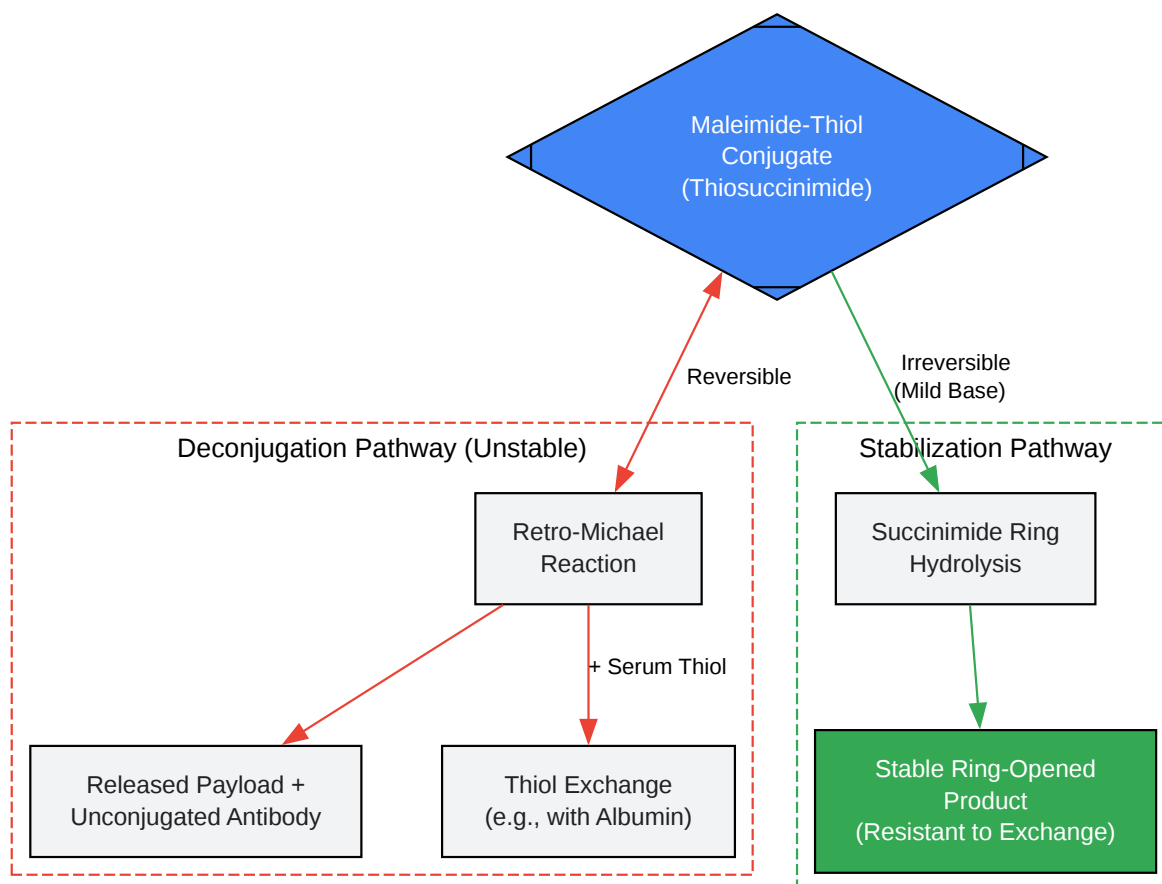 Maleimide-Thiol
Conjugate
(Thiosuccinimide)
Reversible
Irreversible
(Mild Base)
Deconjugation Pathway (Unstable)
Stabilization Pathway
Retro-Michael
Reaction
Succinimide Ring
Hydrolysis
+ Serum Thiol
Released Payload +
Unconjugated Antibody
Thiol Exchange
(e.g., with Albumin)
Stable Ring-Opened
Product
(Resistant to Exchange)